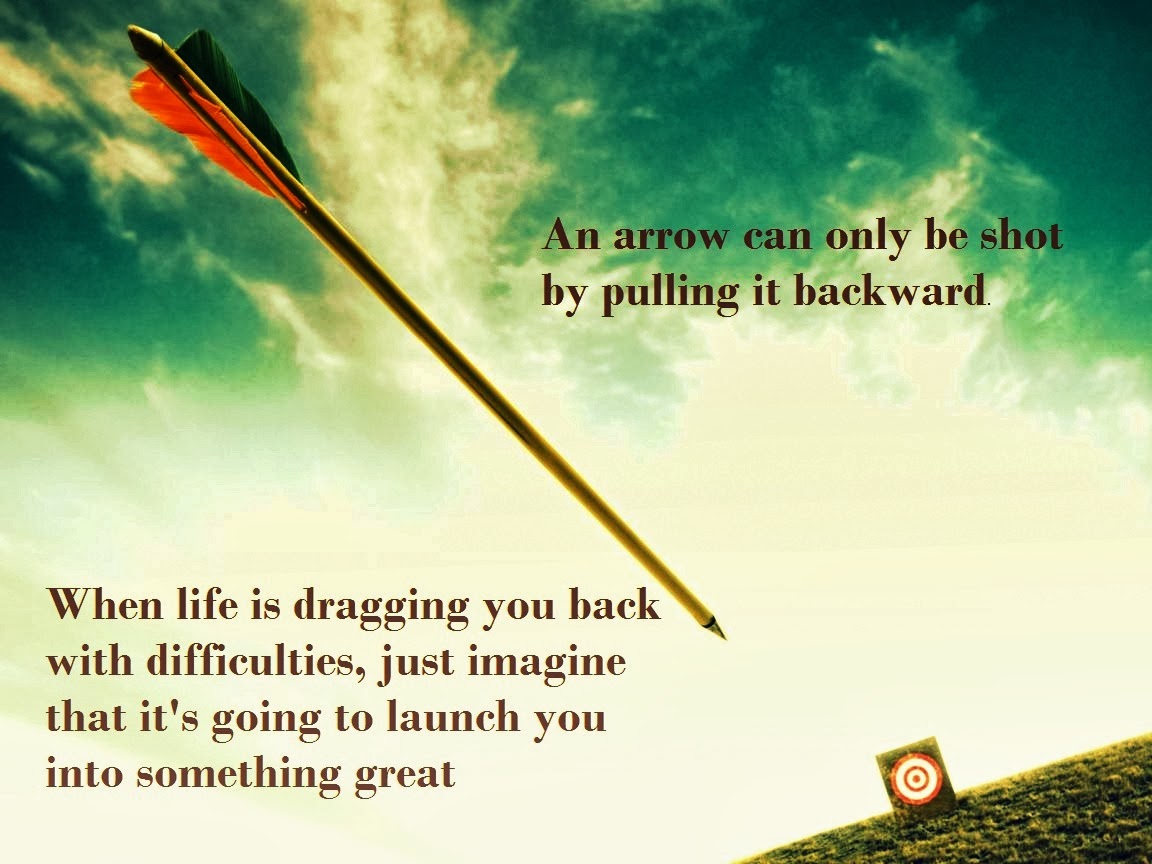 An arrow can only be shot
by pulling it backward.
When life is dragging you back
with difficulties, just imagine
that it's going to launch you
into something great